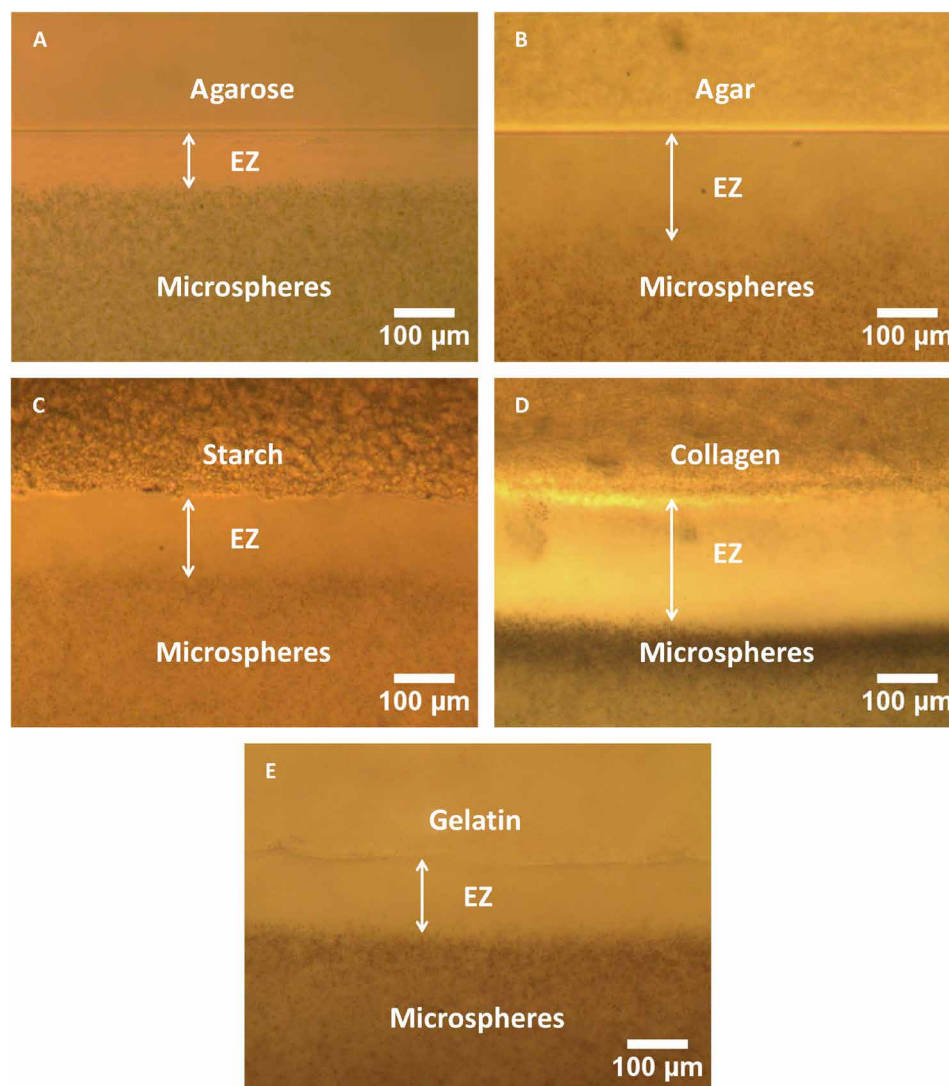 A
Agarose
EZ
Microspheres
100 µm
B
Agar
EZ
Microspheres
100 µm
C
Starch
EZ
Microspheres
100 µm
D
Collagen
EZ
Microspheres
100 µm
E
Gelatin
EZ
Microspheres
100 µm